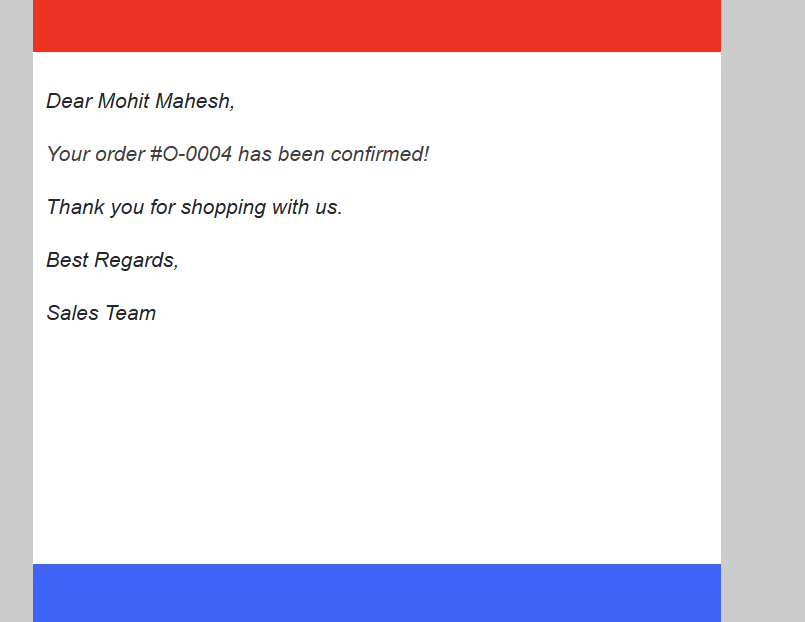 Dear Mohit Mahesh,
Your order #O-0004 has been confirmed!
Thank you for shopping with us.
Best Regards,
Sales Team